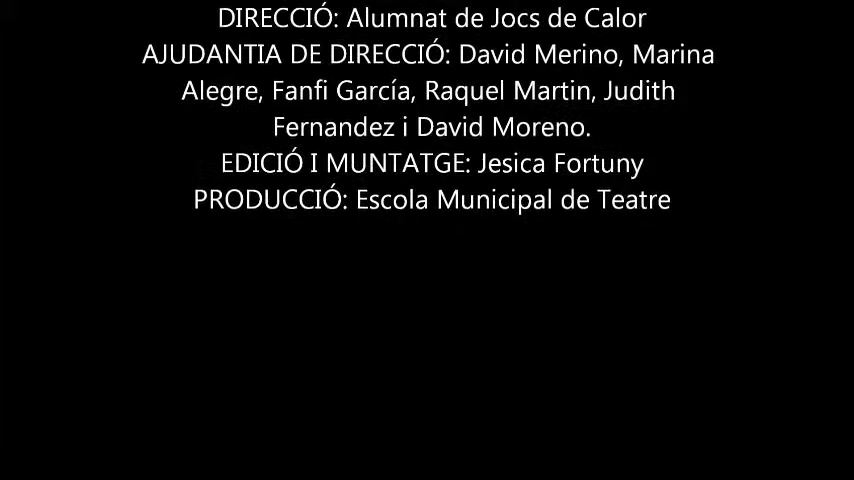 DIRECCIÓ: Alumnat de Jocs de Calor
AJUDANTIA DE DIRECCIÓ: David Merino, Marina
Alegre, Fanfi García, Raquel Martin, Judith
Fernandez i David Moreno.
EDICIÓ I MUNTATGE: Jesica Fortuny
PRODUCCIÓ: Escola Municipal de Teatre